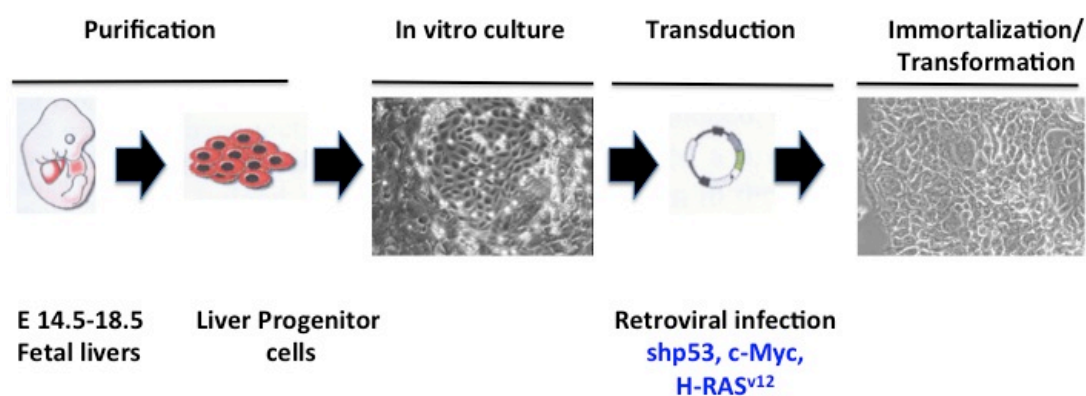 Purification
In vitro culture
Transduction
Immortalization/
Transformation
E 14.5-18.5
Fetal livers
Liver Progenitor
cells
Retroviral infection
shp53, c-Myc,
H-RASv12